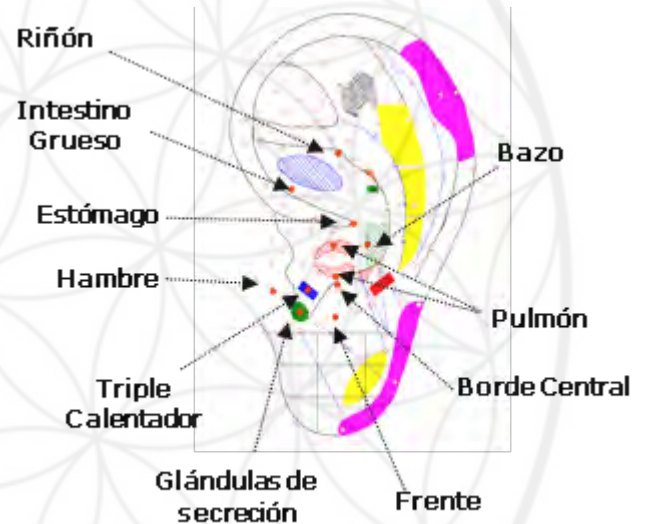 Riñón
Intestino
Grueso
Bazo
Estómago
Hambre
Pulmón
Triple
Calentador
Borde Central
Glándulas de
secreción
Frente